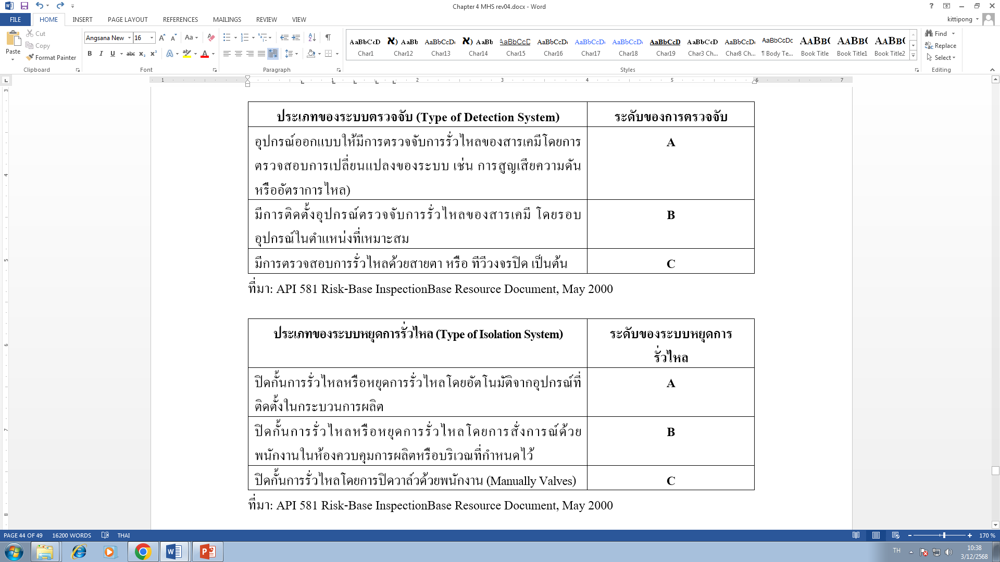 Chapter 4 MHS rev04.docx - Word
FILE HOME INSERT PAGE LAYOUT REFERENCES MAILINGS REVIEW VIEW
kittipong
Paste
Cut
Copy
Format Painter
Clipboard
Angsana New 16
Font
Paragraph
AaBbCcD AaBb AaBbCcDc AaBb AaBbCcD AaBbCcDc AaBbCcDc AaBbCcDc AaBbCcD AaBbCcD AaBbCcDc AaBbCcDc AaBbC AaBbC AaBbC
Char1 Char12 Char13 Char14 Char15 Char16 Char17 Char18 Char19 Char3 Ch... Char8 Ch... ¶ Body Te... Book Title Book Title1 Book Title2
Styles
Find
Replace
Select
Editing
1 1 2 3 4 5 6 7
ประเภทของระบบตรวจจับ (Type of Detection System) ระดับของการตรวจจับ
อุปกรณ์ออกแบบให้มีการตรวจจับการรั่วไหลของสารเคมีโดยการ A
ตรวจสอบการเปลี่ยนแปลงของระบบ เช่น การสูญเสียความดัน
หรืออัตราการไหล)
มีการติดตั้งอุปกรณ์ตรวจจับการรั่วไหลของสารเคมี โดยรอบ B
อุปกรณ์ในตำแหน่งที่เหมาะสม
มีการตรวจสอบการรั่วไหลด้วยสายตา หรือ ทีวีวงจรปิด เป็นต้น C
ที่มา: API 581 Risk-Base InspectionBase Resource Document, May 2000
ประเภทของระบบหยุดการรั่วไหล (Type of Isolation System) ระดับของระบบหยุดการ
รั่วไหล
ปิดกั้นการรั่วไหลหรือหยุดการรั่วไหลโดยอัตโนมัติจากอุปกรณ์ที่ A
ติดตั้งในกระบวนการผลิต
ปิดกั้นการรั่วไหลหรือหยุดการรั่วไหลโดยการสั่งการณ์ด้วย B
พนักงานในห้องควบคุมการผลิตหรือบริเวณที่กำหนดไว้
ปิดกั้นการรั่วไหลโดยการปิดวาล์วด้วยพนักงาน (Manually Valves) C
ที่มา: API 581 Risk-Base InspectionBase Resource Document, May 2000
PAGE 44 OF 49 16200 WORDS THAI 170 %
TH 10:38
3/12/2568